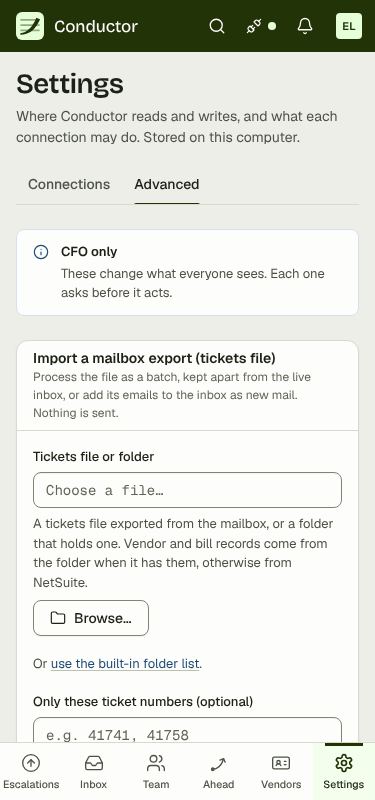 Conductor
EL
Settings
Where Conductor reads and writes, and what each
connection may do. Stored on this computer.
Connections
Advanced
CFO only
These change what everyone sees. Each one
asks before it acts.
Import a mailbox export (tickets file)
Process the file as a batch, kept apart from the live
inbox, or add its emails to the inbox as new mail.
Nothing is sent.
Tickets file or folder
Choose a file…
A tickets file exported from the mailbox, or a folder
that holds one. Vendor and bill records come from
the folder when it has them, otherwise from
NetSuite.
Browse…
Or use the built-in folder list.
Only these ticket numbers (optional)
e.g. 41741, 41758
Escalations
Inbox
Team
Ahead
Vendors
Settings